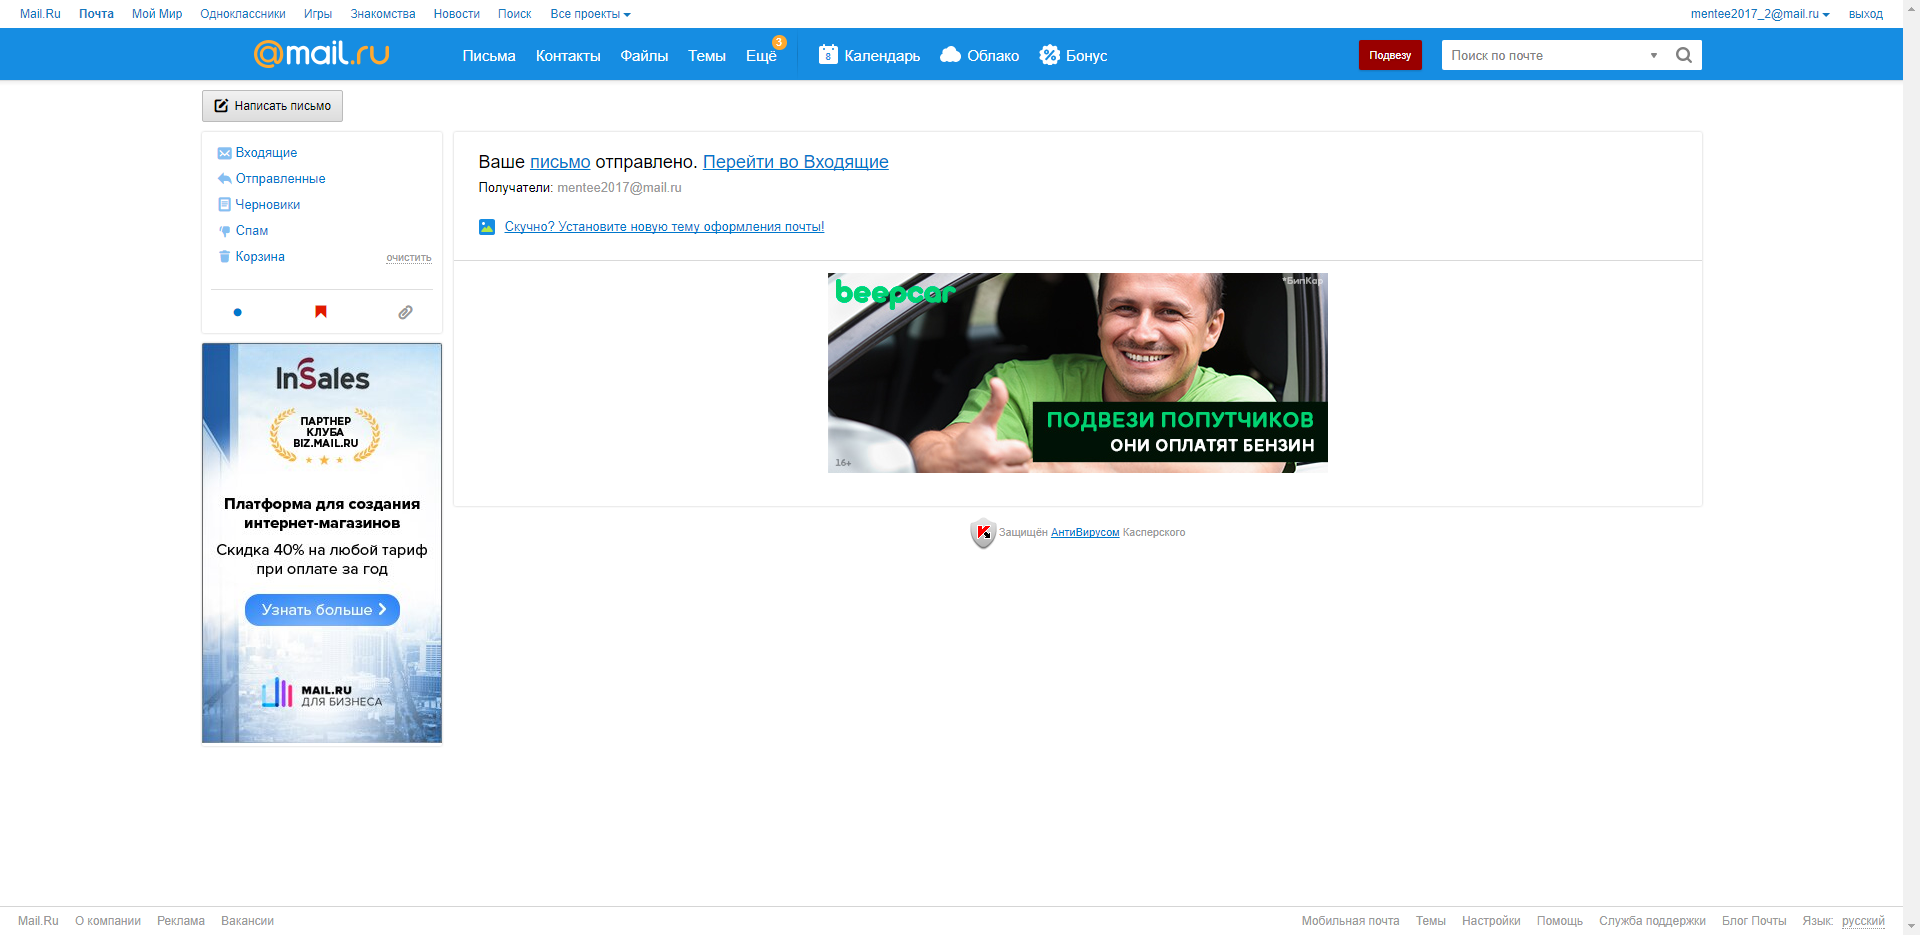 Mail.Ru Почта Мой Мир Одноклассники Игры Знакомства Новости Поиск Все проекты mentee2017_2@mail.ru выход
@mail.ru Письма Контакты Файлы Темы Ещё 3 8 Календарь Облако Бонус Подвезу Поиск по почте
Написать письмо
Входящие
Отправленные
Черновики
Спам
Корзина очистить
Ваше письмо отправлено. Перейти во Входящие
Получатели: mentee2017@mail.ru
Скучно? Установите новую тему оформления почты!
beepcar *БипКар
ПОДВЕЗИ ПОПУТЧИКОВ
ОНИ ОПЛАТЯТ БЕНЗИН
16+
Защищён АнтиВирусом Касперского
InSales
ПАРТНЕР
КЛУБА
BIZ.MAIL.RU
Платформа для создания
интернет-магазинов
Скидка 40% на любой тариф
при оплате за год
Узнать больше
MAIL.RU
ДЛЯ БИЗНЕСА
Mail.Ru О компании Реклама Вакансии Мобильная почта Темы Настройки Помощь Служба поддержки Блог Почты Язык: русский